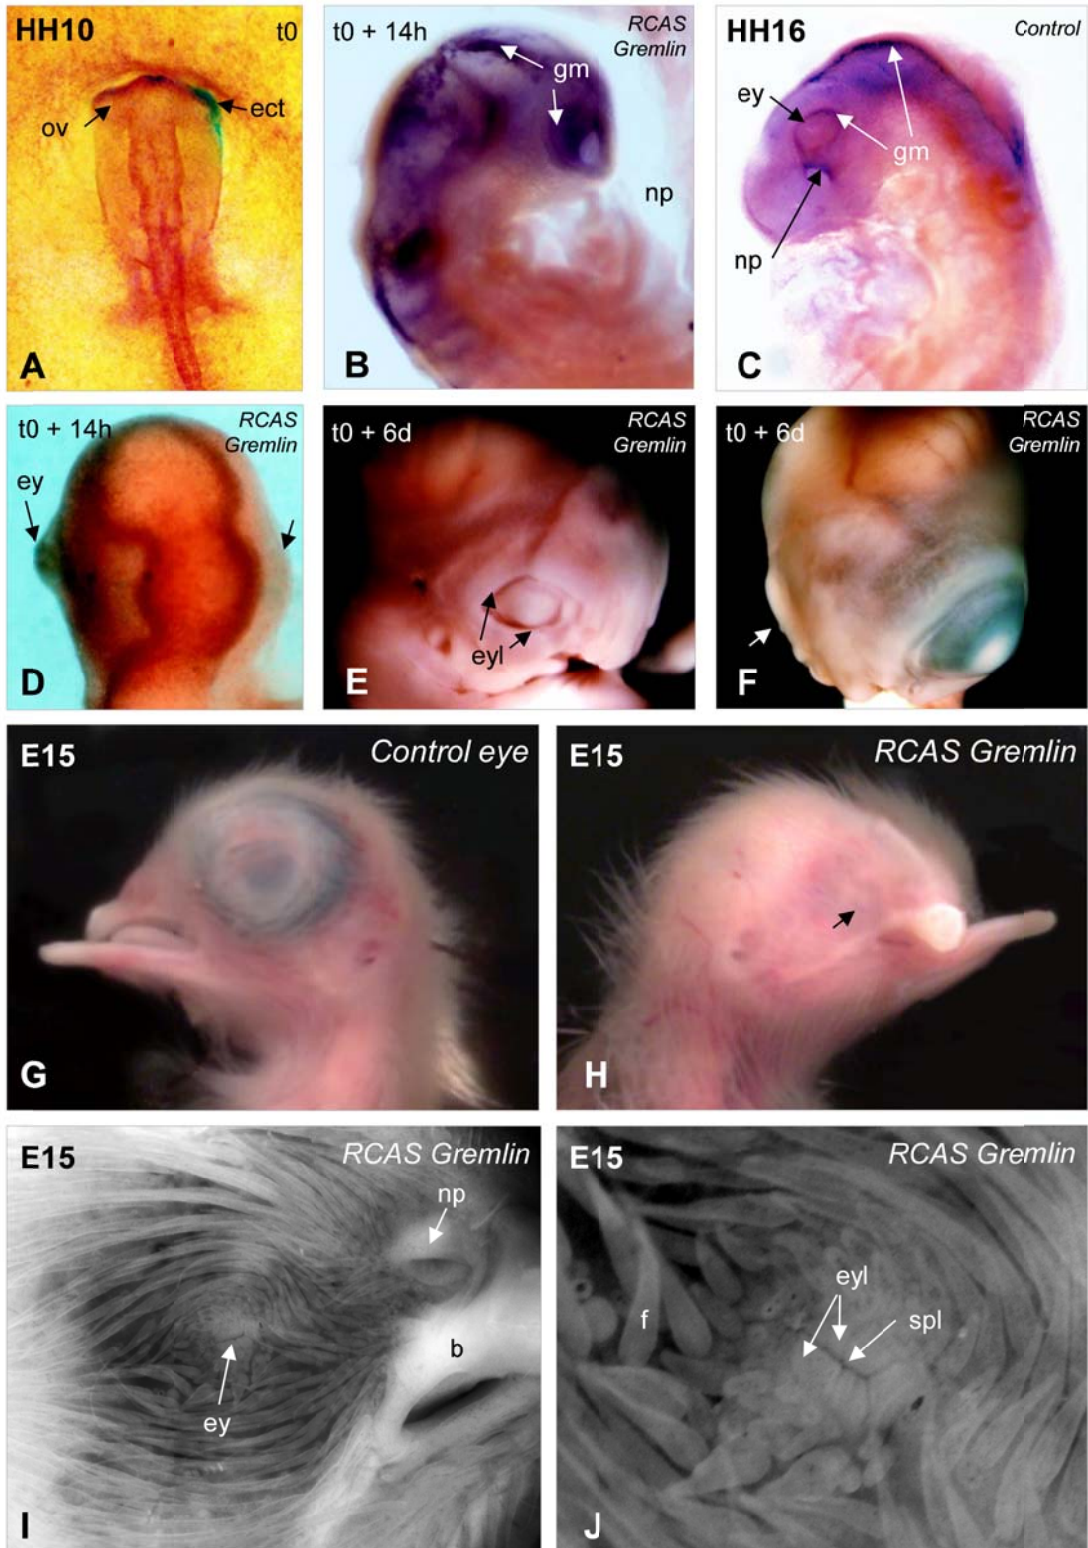 HH10
t0
ov
ect
A
t0 + 14h
RCAS
Gremlin
gm
np
B
HH16
Control
ey
gm
np
C
t0 + 14h
RCAS
Gremlin
ey
D
t0 + 6d
RCAS
Gremlin
eyl
E
t0 + 6d
RCAS
Gremlin
F
E15
Control eye
G
E15
RCAS Gremlin
H
E15
RCAS Gremlin
np
b
ey
I
E15
RCAS Gremlin
eyl
f
spl
J